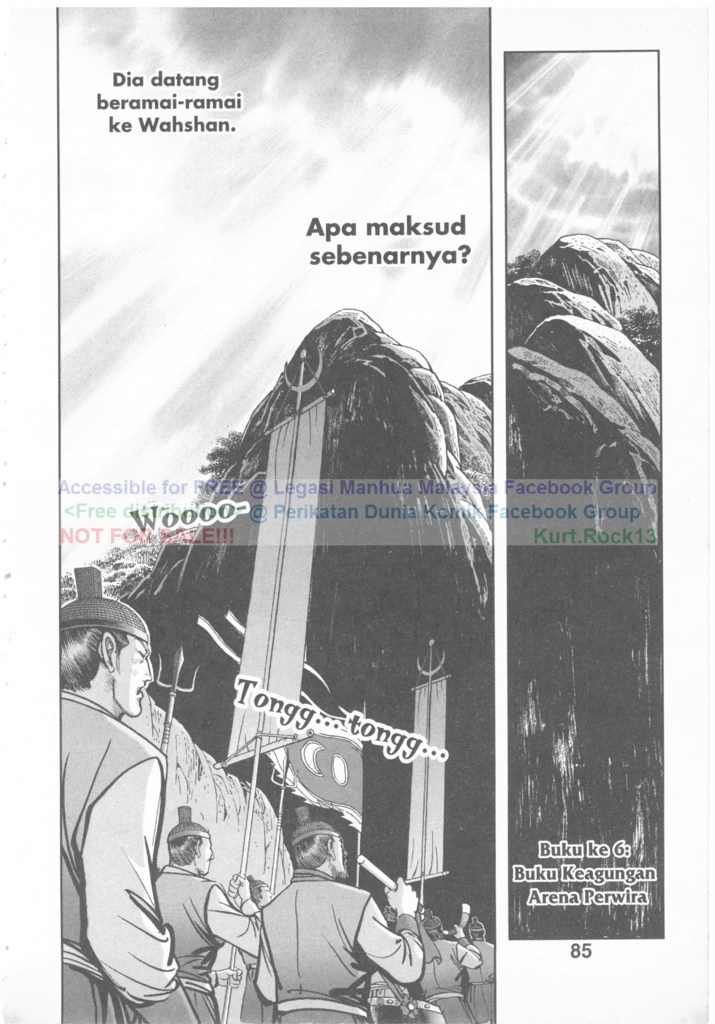 Dia datang
beramai-ramai
ke Wahshan.
Apa maksud
sebenarnya?
Accessible for FREE @ Legasi Manhua Malaysia Facebook Group
<Free distribute> @ Perikatan Dunia Komik Facebook Group
NOT FOR SALE!!!
Kurt.Rock13
Woooo-
Tongg... tongg...
Buku ke 6:
Buku Keagungan
Arena Perwira
85